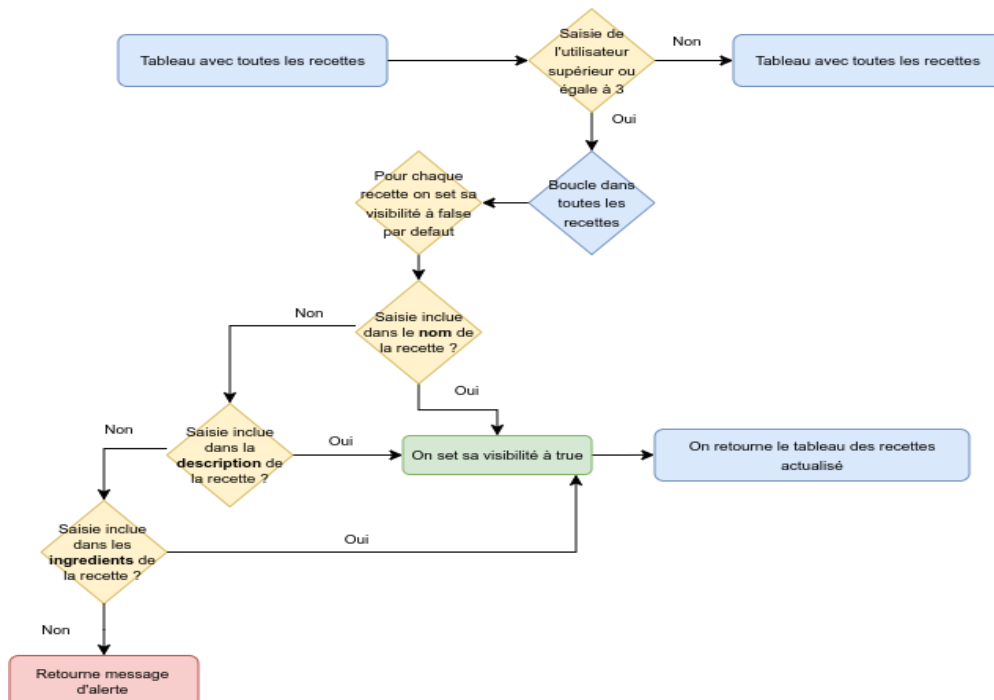 Tableau avec toutes les recettes
Saisie de
l'utilisateur
supérieur ou
égale à 3
Non
Tableau avec toutes les recettes
Oui
Pour chaque
recette on set sa
visibilité à false
par defaut
Boucle dans
toutes les
recettes
Non
Saisie inclue
dans le nom de
la recette ?
Oui
Non
Saisie inclue
dans la
description de
la recette ?
Oui
On set sa visibilité à true
On retourne le tableau des recettes
actualisé
Saisie inclue
dans les
ingredients de
la recette ?
Oui
Non
Retourne message
d'alerte